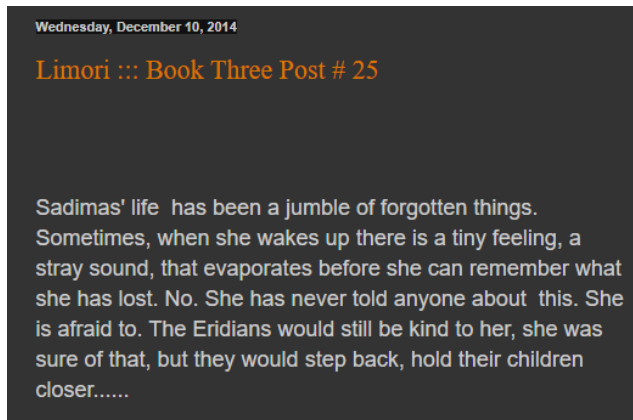 Wednesday, December 10, 2014
Limori ::: Book Three Post # 25
Sadimas' life  has been a jumble of forgotten things.
Sometimes, when she wakes up there is a tiny feeling, a
stray sound, that evaporates before she can remember what
she has lost. No. She has never told anyone about  this. She
is afraid to. The Eridians would still be kind to her, she was
sure of that, but they would step back, hold their children
closer......